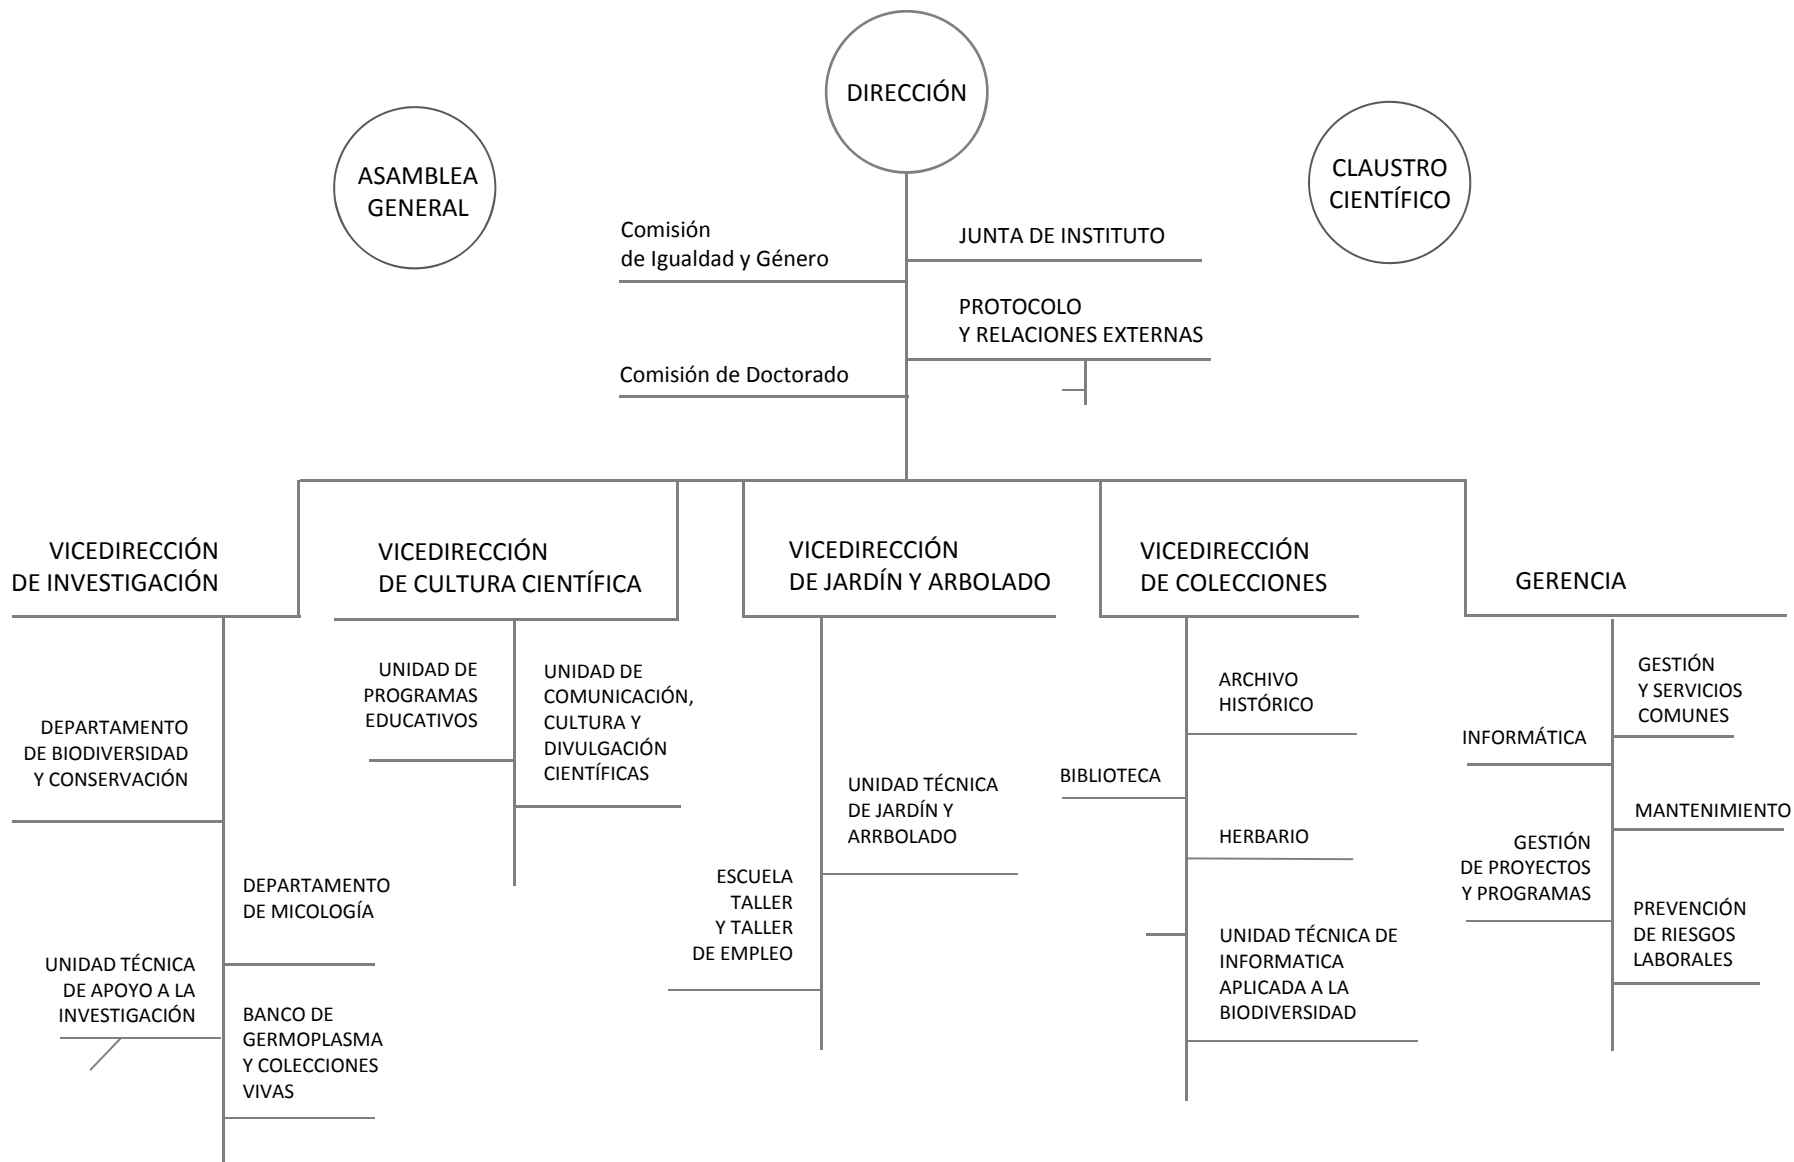 DIRECCIÓN
ASAMBLEA
GENERAL
CLAUSTRO
CIENTÍFICO
Comisión
de Igualdad y Género
JUNTA DE INSTITUTO
PROTOCOLO
Y RELACIONES EXTERNAS
Comisión de Doctorado
VICEDIRECCIÓN
DE INVESTIGACIÓN
VICEDIRECCIÓN
DE CULTURA CIENTÍFICA
VICEDIRECCIÓN
DE JARDÍN Y ARBOLADO
VICEDIRECCIÓN
DE COLECCIONES
GERENCIA
DEPARTAMENTO
DE BIODIVERSIDAD
Y CONSERVACIÓN
DEPARTAMENTO
DE MICOLOGÍA
UNIDAD TÉCNICA
DE APOYO A LA
INVESTIGACIÓN
BANCO DE
GERMOPLASMA
Y COLECCIONES
VIVAS
UNIDAD DE
PROGRAMAS
EDUCATIVOS
UNIDAD DE
COMUNICACIÓN,
CULTURA Y
DIVULGACIÓN
CIENTÍFICAS
UNIDAD TÉCNICA
DE JARDÍN Y
ARRBOLADO
ESCUELA
TALLER
Y TALLER
DE EMPLEO
ARCHIVO
HISTÓRICO
BIBLIOTECA
HERBARIO
UNIDAD TÉCNICA DE
INFORMATICA
APLICADA A LA
BIODIVERSIDAD
GESTIÓN
Y SERVICIOS
COMUNES
INFORMÁTICA
MANTENIMIENTO
GESTIÓN
DE PROYECTOS
Y PROGRAMAS
PREVENCIÓN
DE RIESGOS
LABORALES